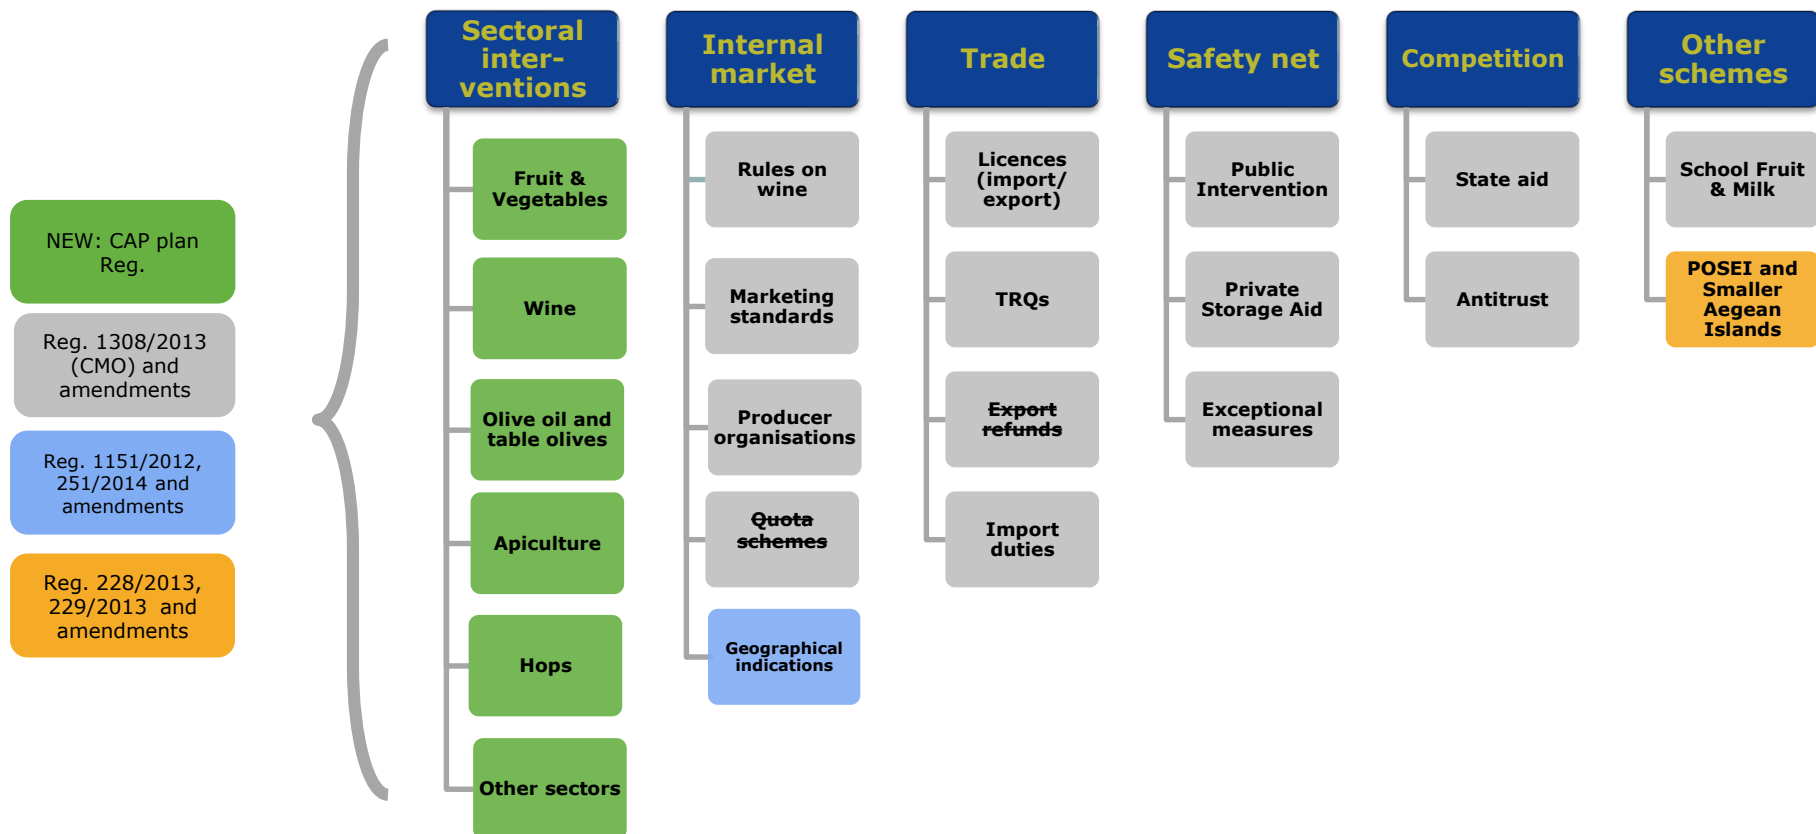 NEW: CAP plan
Reg.
Reg. 1308/2013
(CMO) and
amendments
Reg. 1151/2012,
251/2014 and
amendments
Reg. 228/2013,
229/2013 and
amendments
Sectoral
inter-
ventions
Fruit &
Vegetables
Wine
Olive oil and
table olives
Apiculture
Hops
Other sectors
Internal
market
Rules on
wine
Marketing
standards
Producer
organisations
Quota
schemes
Geographical
indications
Trade
Licences
(import/
export)
TRQs
Export
refunds
Import
duties
Safety net
Public
Intervention
Private
Storage Aid
Exceptional
measures
Competition
State aid
Antitrust
Other
schemes
School Fruit
& Milk
POSEI and
Smaller
Aegean
Islands